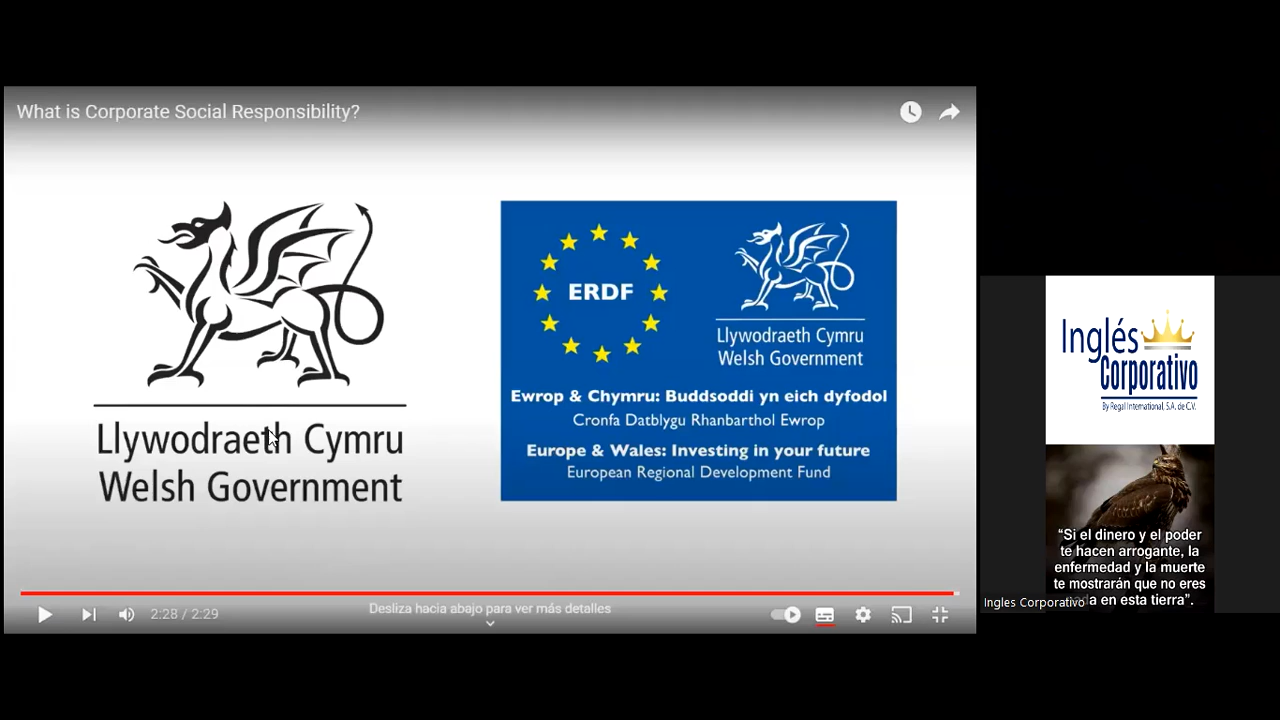 What is Corporate Social Responsibility?
Llywodraeth Cymru
Welsh Government
ERDF
Llywodraeth Cymru
Welsh Government
Ewrop & Chymru: Buddsoddi yn eich dyfodol
Cronfa Datblygu Rhanbarthol Ewrop
Europe & Wales: Investing in your future
European Regional Development Fund
2:28 / 2:29
Desliza hacia abajo para ver más detalles
Inglés
Corporativo
By Regal International, S.A. de C.V.
“Si el dinero y el poder
te hacen arrogante, la
enfermedad y la muerte
te mostrarán que no eres
en esta tierra”.
Ingles Corporativo